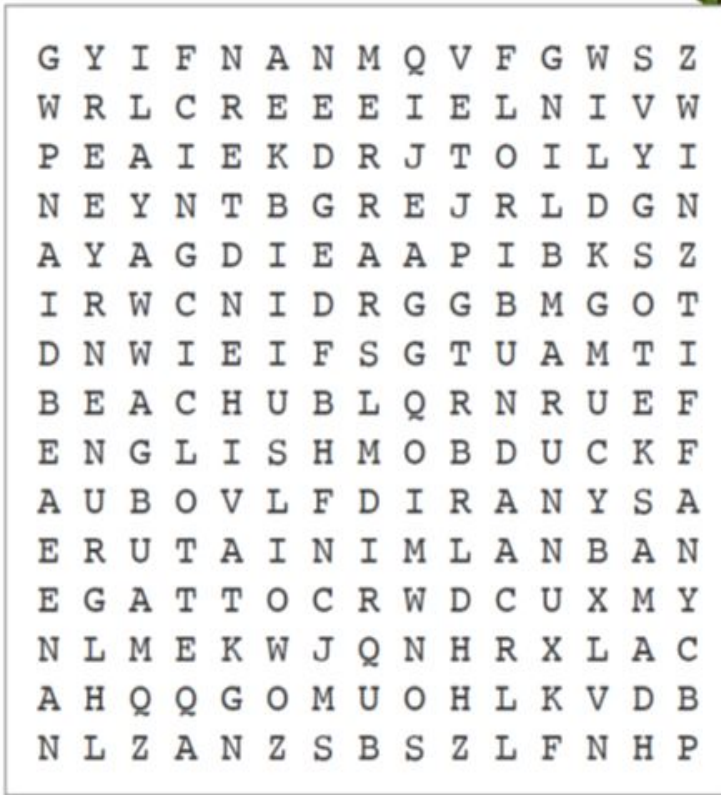 G Y I F N A N M Q V F G W S Z
W R L C R E E E I E L N I V W
P E A I E K D R J T O I L Y I
N E Y N T B G R E J R L D G N
A Y A G D I E A A P I B K S Z
I R W C N I D R G G B M G O T
D N W I E I F S G T U A M T I
B E A C H U B L Q R N R U E F
E N G L I S H M O B D U C K F
A U B O V L F D I R A N Y S A
E R U T A I N I M L A N B A N
E G A T T O C R W D C U X M Y
N L M E K W J Q N H R X L A C
A H Q Q G O M U O H L K V D B
N L Z A N Z S B S Z L F N H P